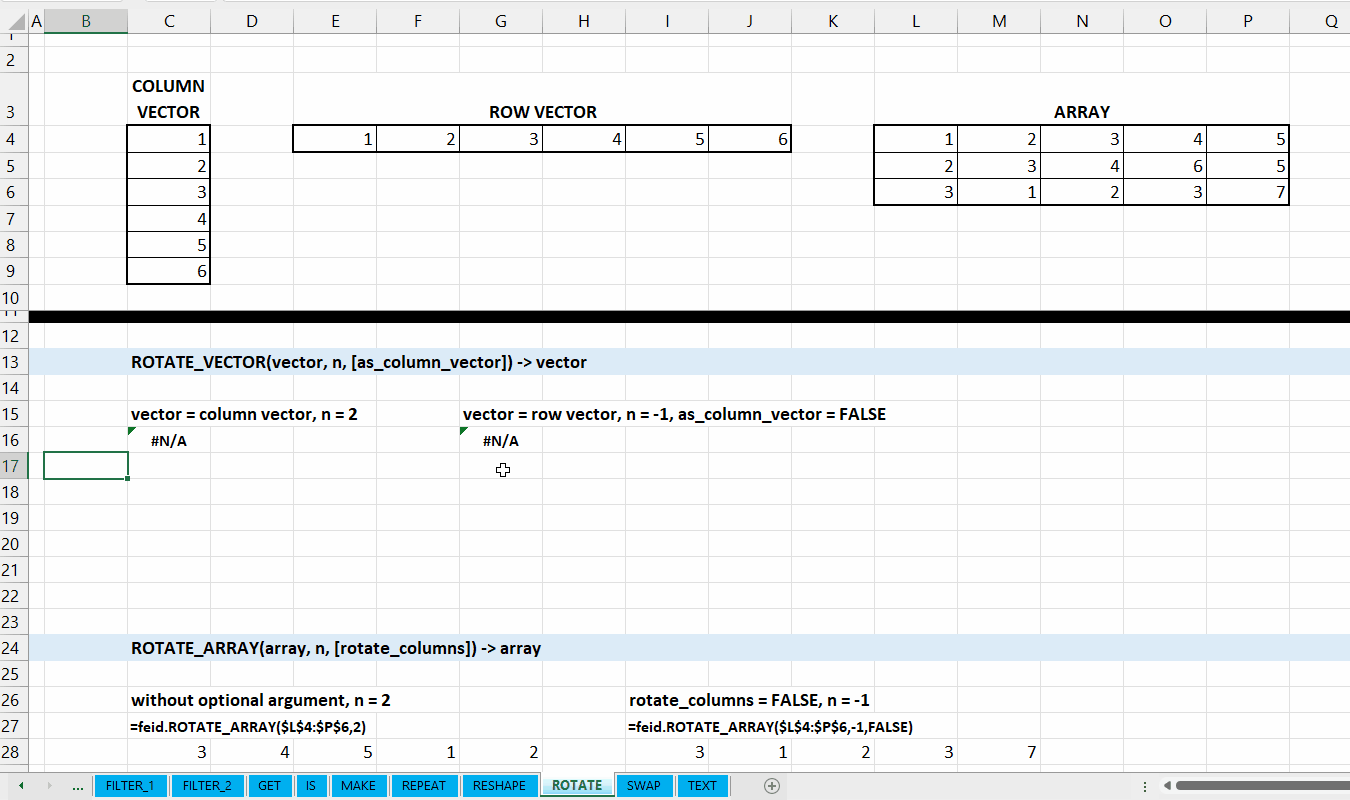 A B C D E F G H I J K L M N O P Q
1
2
COLUMN
3 VECTOR ROW VECTOR ARRAY
4 1 1 2 3 4 5 6 1 2 3 4 5
5 2 2 3 4 6 5
6 3 3 1 2 3 7
7 4
8 5
9 6
10
11
12
13 ROTATE_VECTOR(vector, n, [as_column_vector]) -> vector
14
15 vector = column vector, n = 2 vector = row vector, n = -1, as_column_vector = FALSE
16 #N/A #N/A
17
18
19
20
21
22
23
24 ROTATE_ARRAY(array, n, [rotate_columns]) -> array
25
26 without optional argument, n = 2 rotate_columns = FALSE, n = -1
27 =feid.ROTATE_ARRAY($L$4:$P$6,2) =feid.ROTATE_ARRAY($L$4:$P$6,-1,FALSE)
28 3 4 5 1 2 3 1 2 3 7
... FILTER_1 FILTER_2 GET IS MAKE REPEAT RESHAPE ROTATE SWAP TEXT